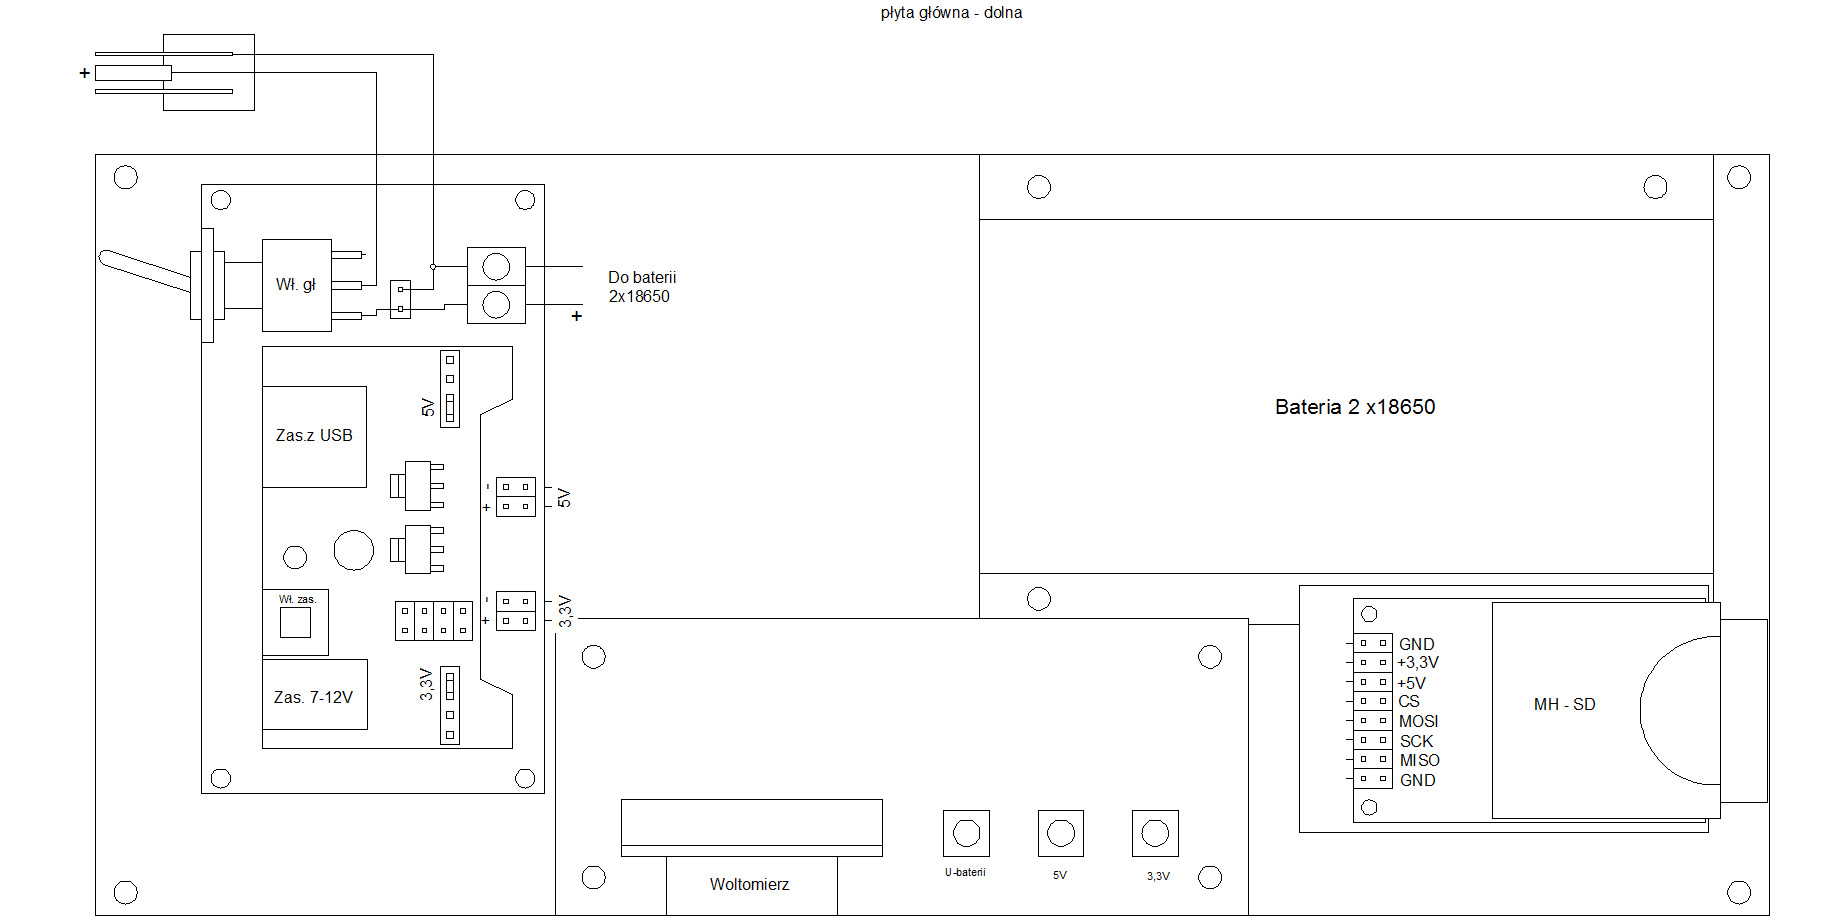 płyta główna - dolna
+
Wł. gł
Do baterii
2x18650
+
5V
Zas.z USB
Bateria 2 x18650
-
+
5V
Wł. zas.
-
+
3,3V
3,3V
Zas. 7-12V
GND
+3,3V
+5V
CS
MOSI
SCK
MISO
GND
MH - SD
Woltomierz
U-baterii
5V
3,3V